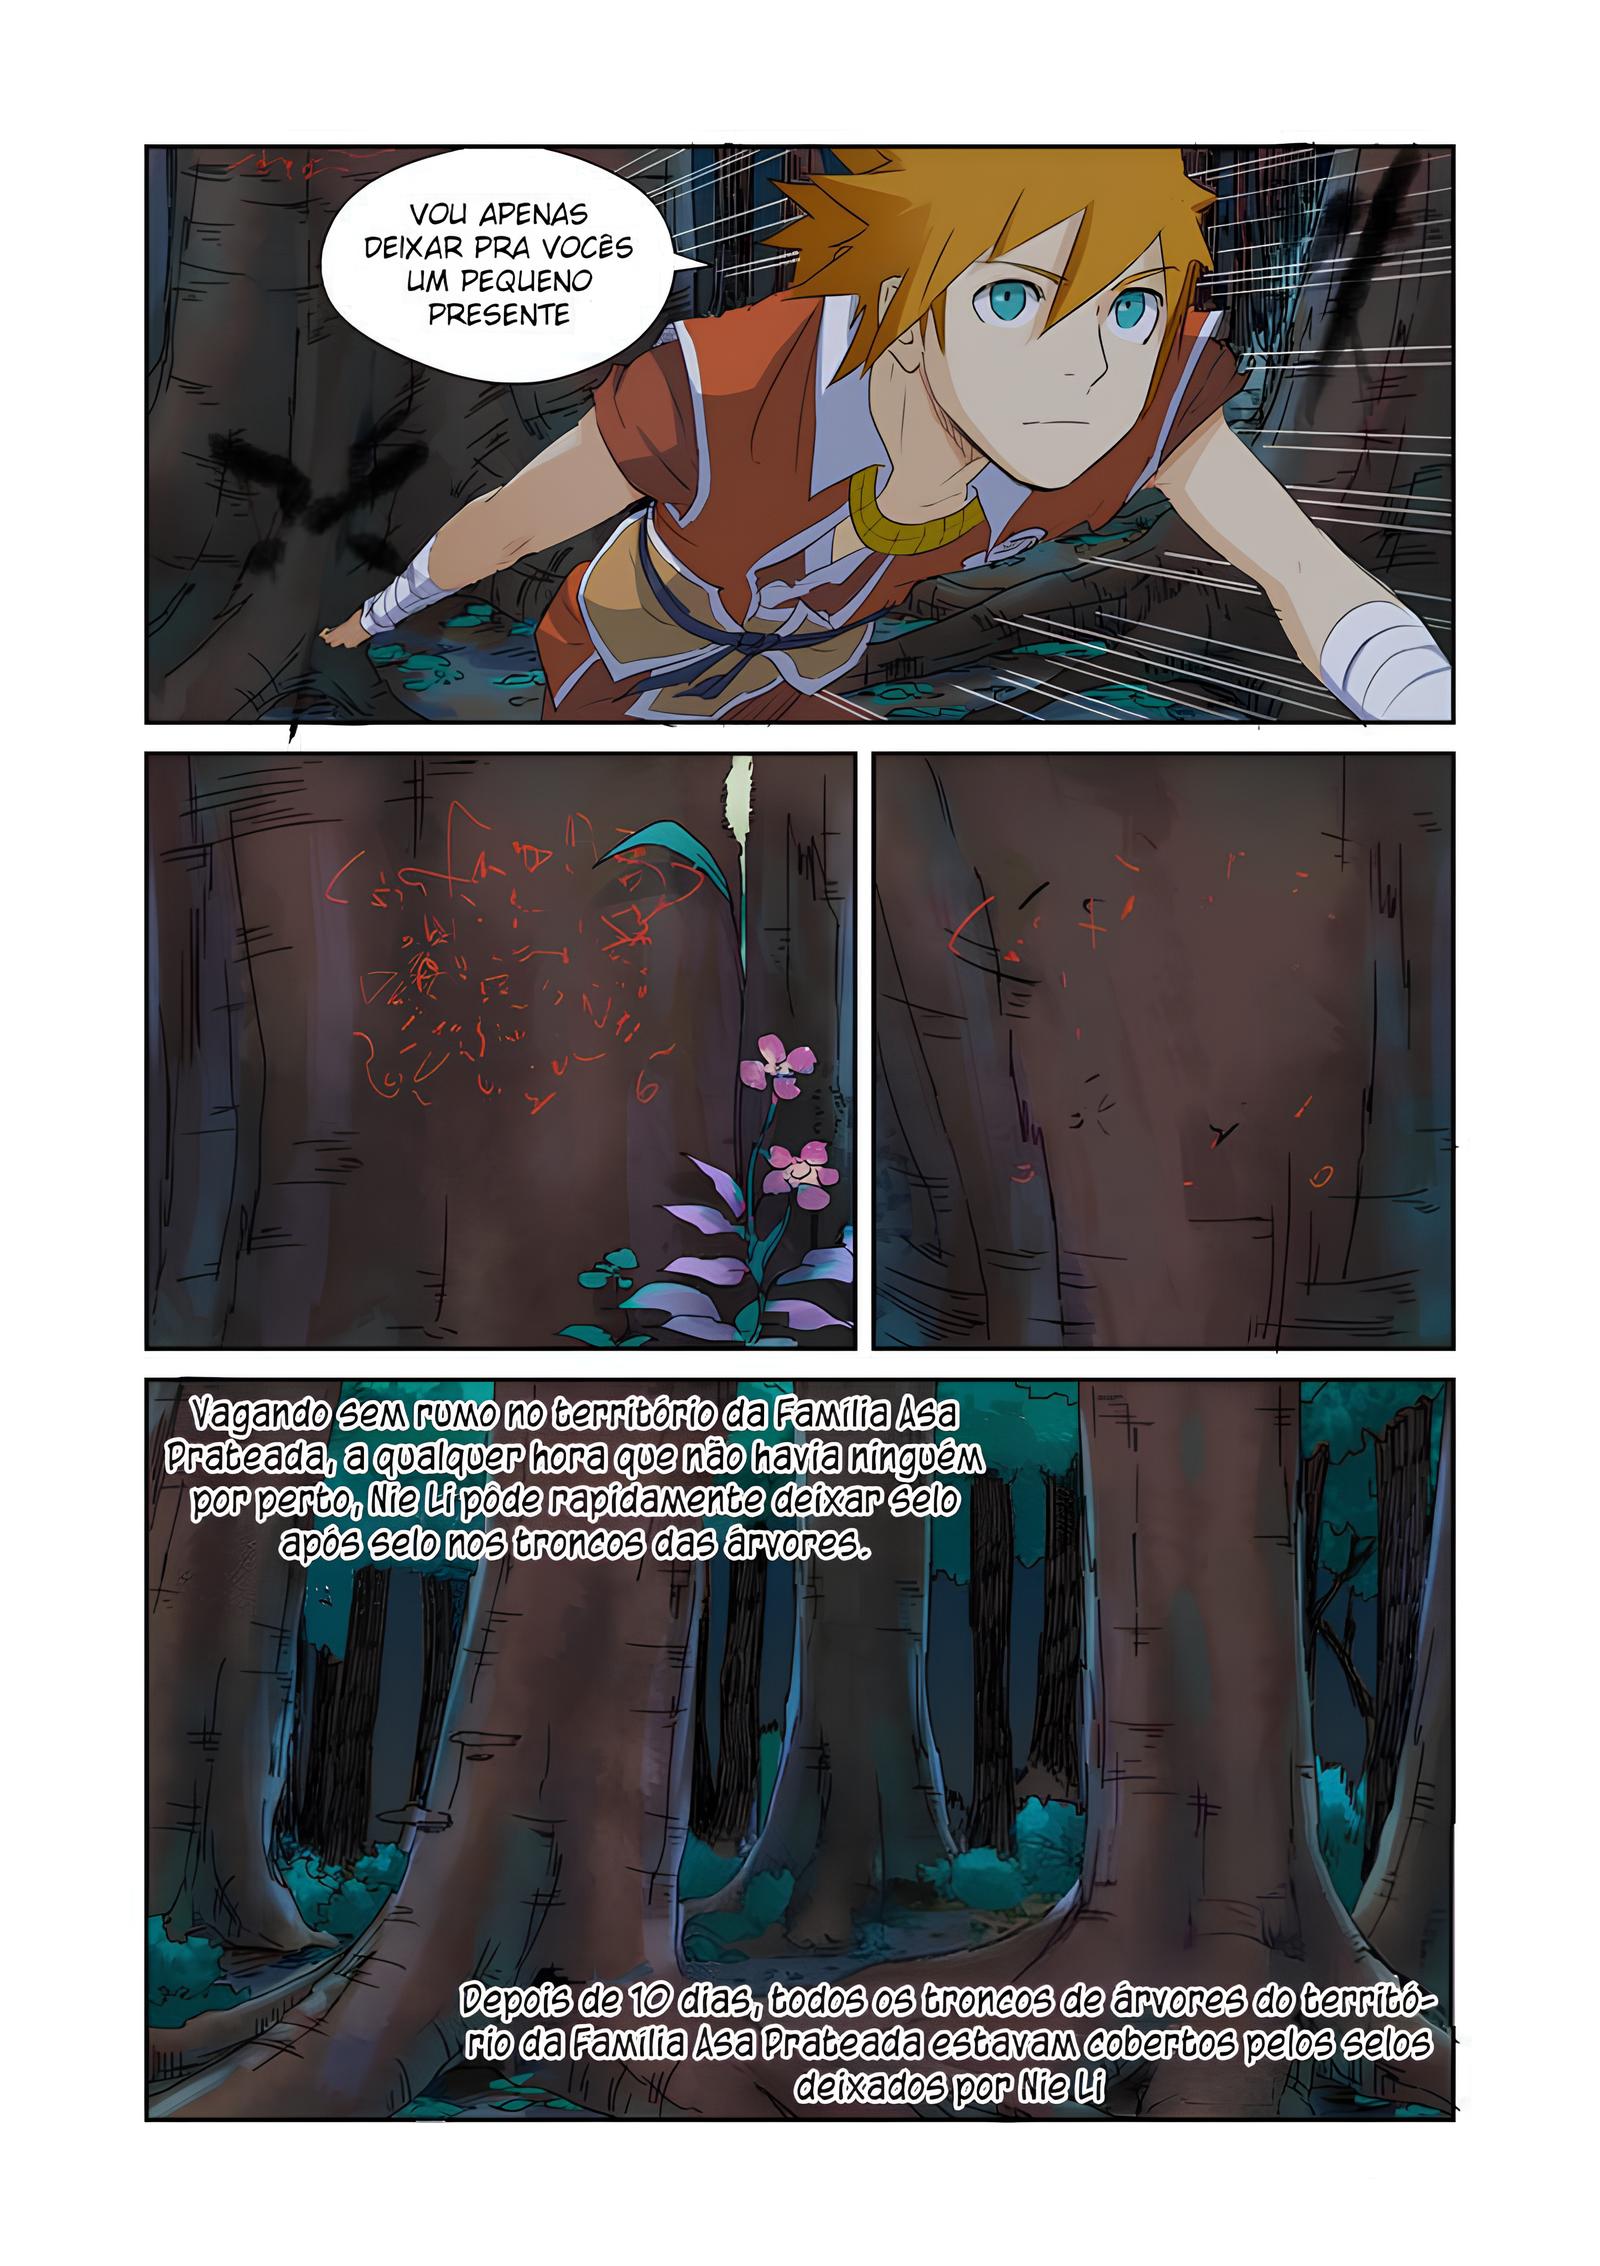 VOU APENAS
DEIXAR PRA VOCÊS
UM PEQUENO
PRESENTE
Vagando sem rumo no território da Família Asa
Prateada, a qualquer hora que não havia ninguém
por perto, Nie Li pôde rapidamente deixar selo
após selo nos troncos das árvores.
Depois de 10 dias, todos os troncos de árvores do territó-
rio da Família Asa Prateada estavam cobertos pelos selos
deixados por Nie Li